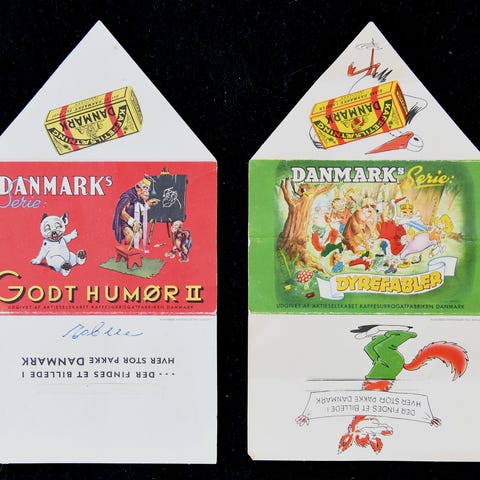 KAFFETILSÆTNING
DANMARK
DANMARKs
Serie:
GODT HUMØR II
UDGIVET AF AKTIESELSKABET KAFFESURROGATFABRIKEN DANMARK
HVER STOR PAKKE DANMARK
... DER FINDES ET BILLEDE I
DANMARK
DANMARKs Serie:
DYREFABLER
UDGIVET AF AKTIESELSKABET KAFFESURROGATFABRIKEN DANMARK
DER FINDES ET BILLEDE I
HVER STOR PAKKE DANMARK